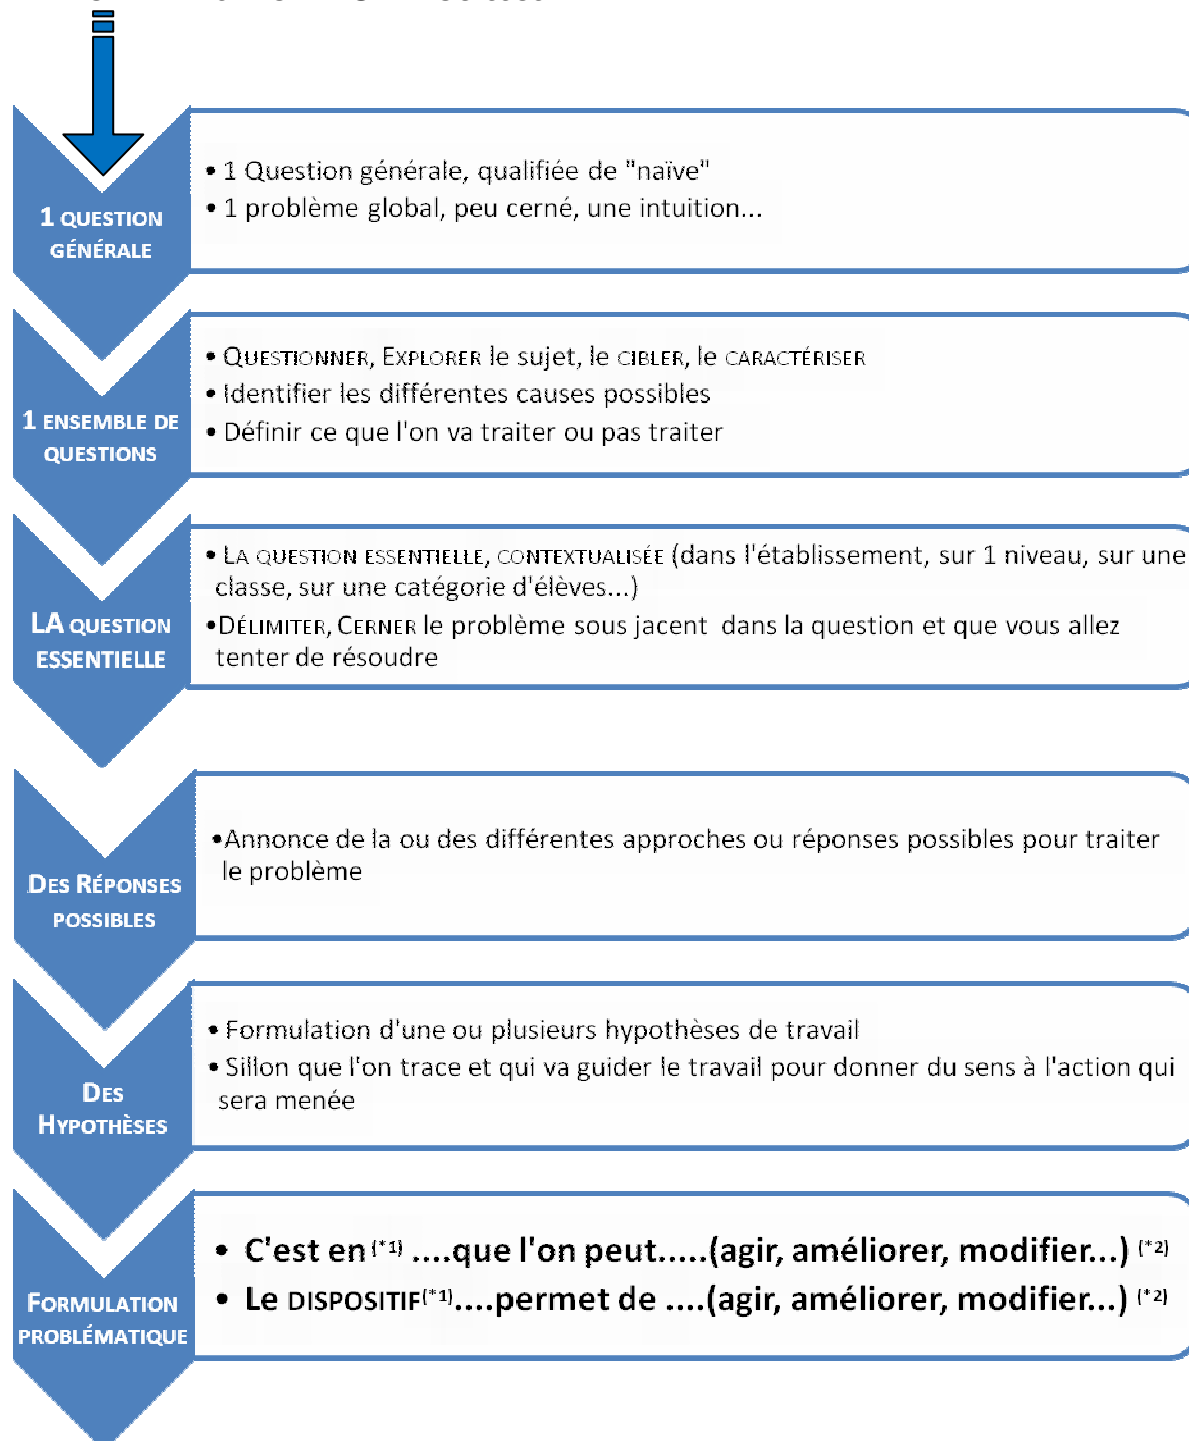 1 QUESTION
GÉNÉRALE
• 1 Question générale, qualifiée de "naïve"
• 1 problème global, peu cerné, une intuition...
1 ENSEMBLE DE
QUESTIONS
• QUESTIONNER, EXPLORER le sujet, le CIBLER, le CARACTÉRISER
• Identifier les différentes causes possibles
• Définir ce que l'on va traiter ou pas traiter
LA QUESTION
ESSENTIELLE
• LA QUESTION ESSENTIELLE, CONTEXTUALISÉE (dans l'établissement, sur 1 niveau, sur une
classe, sur une catégorie d'élèves...)
•DÉLIMITER, CERNER le problème sous jacent dans la question et que vous allez
tenter de résoudre
DES RÉPONSES
POSSIBLES
•Annonce de la ou des différentes approches ou réponses possibles pour traiter
le problème
DES
HYPOTHÈSES
• Formulation d'une ou plusieurs hypothèses de travail
• Sillon que l'on trace et qui va guider le travail pour donner du sens à l'action qui
sera menée
FORMULATION
PROBLÉMATIQUE
• C'est en (*1) ....que l'on peut.....(agir, améliorer, modifier...) (*2)
• Le DISPOSITIF(*1)....permet de ....(agir, améliorer, modifier...) (*2)